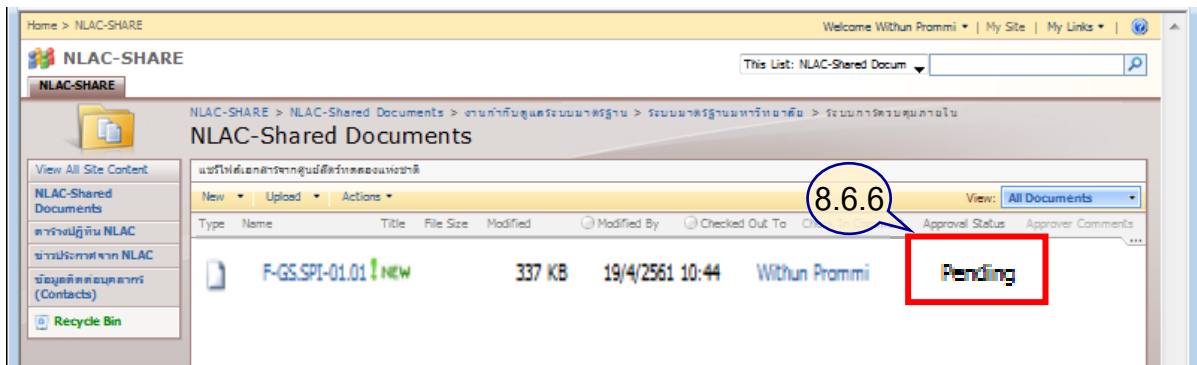 Home > NLAC-SHARE
Welcome Withun Prommi | My Site | My Links |
NLAC-SHARE
This List: NLAC-Shared Docum
NLAC-SHARE
NLAC-SHARE > NLAC-Shared Documents > งานกำกับดูแลระบบมาตรฐาน > ระบบมาตรฐานมหาวิทยาลัย > ระบบการควบคุมภายใน
NLAC-Shared Documents
View All Site Content
แชร์ไฟล์เอกสารจากศูนย์สัตว์ทดลองแห่งชาติ
NLAC-Shared Documents
New Upload Actions
8.6.6
View: All Documents
Type Name Title File Size Modified Modified By Checked Out To Approval Status Approver Comments
ตารางปฏิทิน NLAC
ข่าวประกาศจาก NLAC
ข้อมูลติดต่อบุคลากร (Contacts)
Recycle Bin
F-GS.SPI-01.01 ! NEW 337 KB 19/4/2561 10:44 Withun Prommi Pending